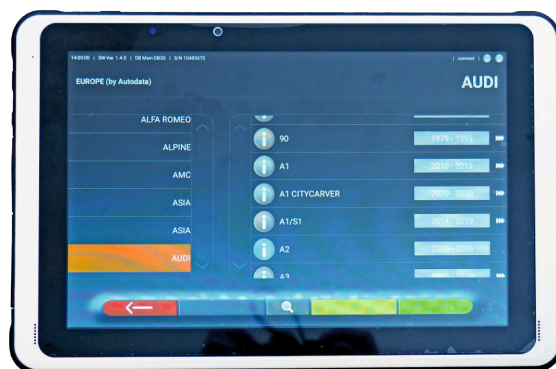 14:00:00 | SW Ver. 1.4.0 | DB Main 0830 | S/N 10485670
| connect |
EUROPE (by Autodata)
AUDI
ALFA ROMEO
ALPINE
AMC
ASIA
ASIA
AUDI
90 1979 - 1993
A1 2010 - 2019
A1 CITYCARVER 2020 - 2020
A1/S1 2014 - 2019
A2 2000 - 2006
A3